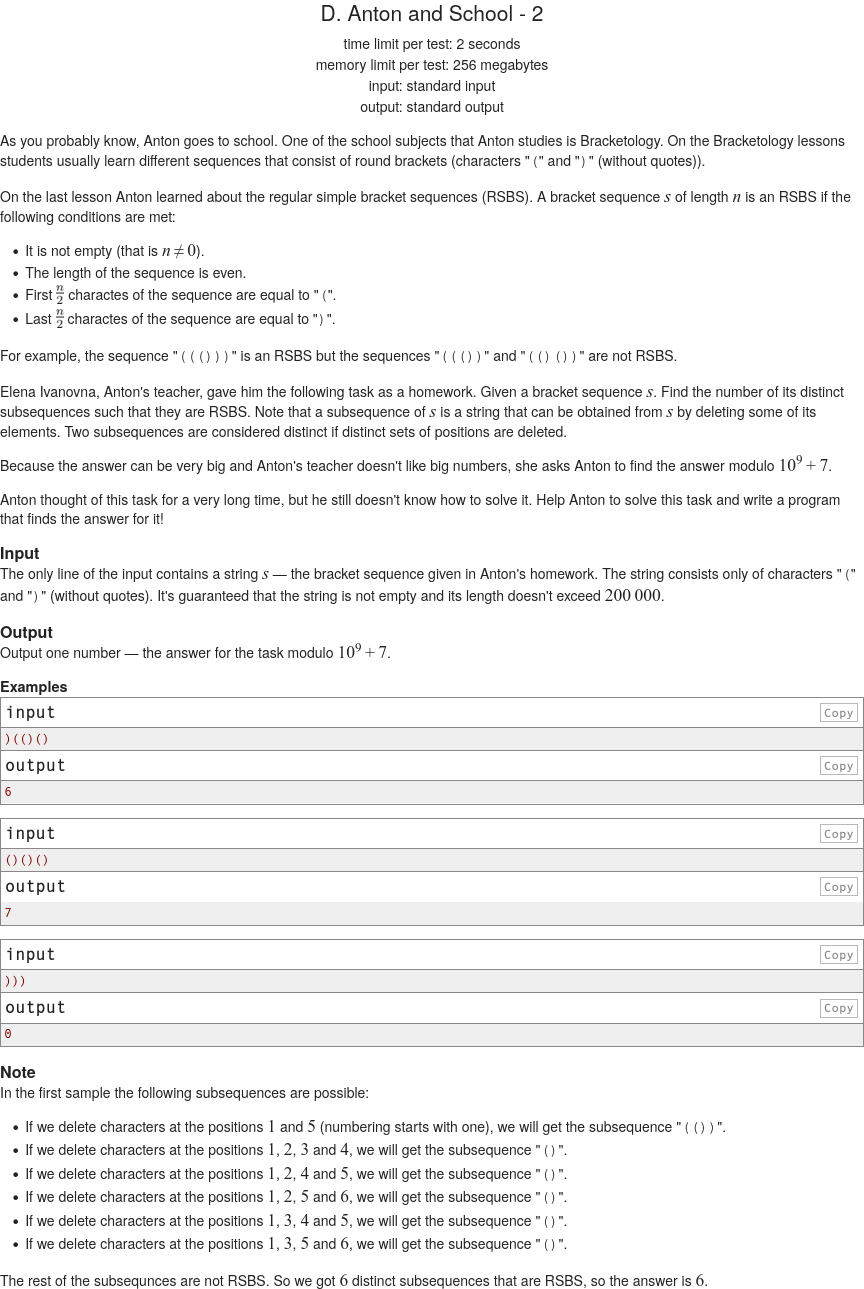 D. Anton and School - 2
time limit per test: 2 seconds
memory limit per test: 256 megabytes
input: standard input
output: standard output
As you probably know, Anton goes to school. One of the school subjects that Anton studies is Bracketology. On the Bracketology lessons
students usually learn different sequences that consist of round brackets (characters "(" and ")" (without quotes)).
On the last lesson Anton learned about the regular simple bracket sequences (RSBS). A bracket sequence s of length n is an RSBS if the
following conditions are met:
• It is not empty (that is n ≠ 0).
• The length of the sequence is even.
• First n/2 charactes of the sequence are equal to "(".
• Last n/2 charactes of the sequence are equal to ")".
For example, the sequence "((()))" is an RSBS but the sequences "((())" and "(()())" are not RSBS.
Elena Ivanovna, Anton's teacher, gave him the following task as a homework. Given a bracket sequence s. Find the number of its distinct
subsequences such that they are RSBS. Note that a subsequence of s is a string that can be obtained from s by deleting some of its
elements. Two subsequences are considered distinct if distinct sets of positions are deleted.
Because the answer can be very big and Anton's teacher doesn't like big numbers, she asks Anton to find the answer modulo 10^9 + 7.
Anton thought of this task for a very long time, but he still doesn't know how to solve it. Help Anton to solve this task and write a program
that finds the answer for it!
Input
The only line of the input contains a string s — the bracket sequence given in Anton's homework. The string consists only of characters "("
and ")" (without quotes). It's guaranteed that the string is not empty and its length doesn't exceed 200 000.
Output
Output one number — the answer for the task modulo 10^9 + 7.
Examples
input Copy
)(()()
output Copy
6
input Copy
()()()
output Copy
7
input Copy
)))
output Copy
0
Note
In the first sample the following subsequences are possible:
• If we delete characters at the positions 1 and 5 (numbering starts with one), we will get the subsequence "(())".
• If we delete characters at the positions 1, 2, 3 and 4, we will get the subsequence "()".
• If we delete characters at the positions 1, 2, 4 and 5, we will get the subsequence "()".
• If we delete characters at the positions 1, 2, 5 and 6, we will get the subsequence "()".
• If we delete characters at the positions 1, 3, 4 and 5, we will get the subsequence "()".
• If we delete characters at the positions 1, 3, 5 and 6, we will get the subsequence "()".
The rest of the subsequnces are not RSBS. So we got 6 distinct subsequences that are RSBS, so the answer is 6.